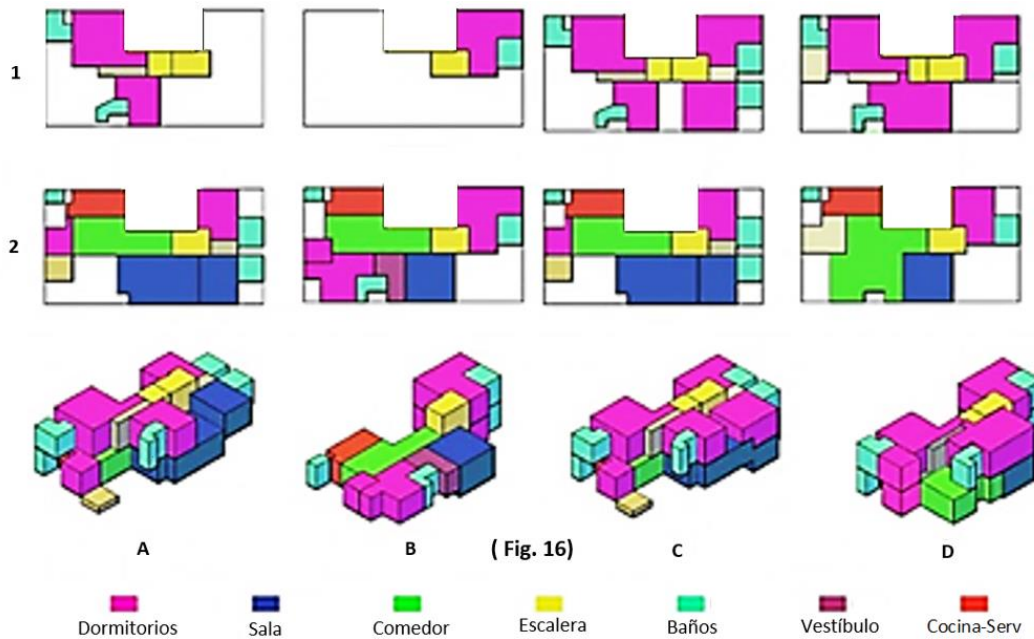 1
2
A B ( Fig. 16) C D
Dormitorios Sala Comedor Escalera Baños Vestíbulo Cocina-Serv